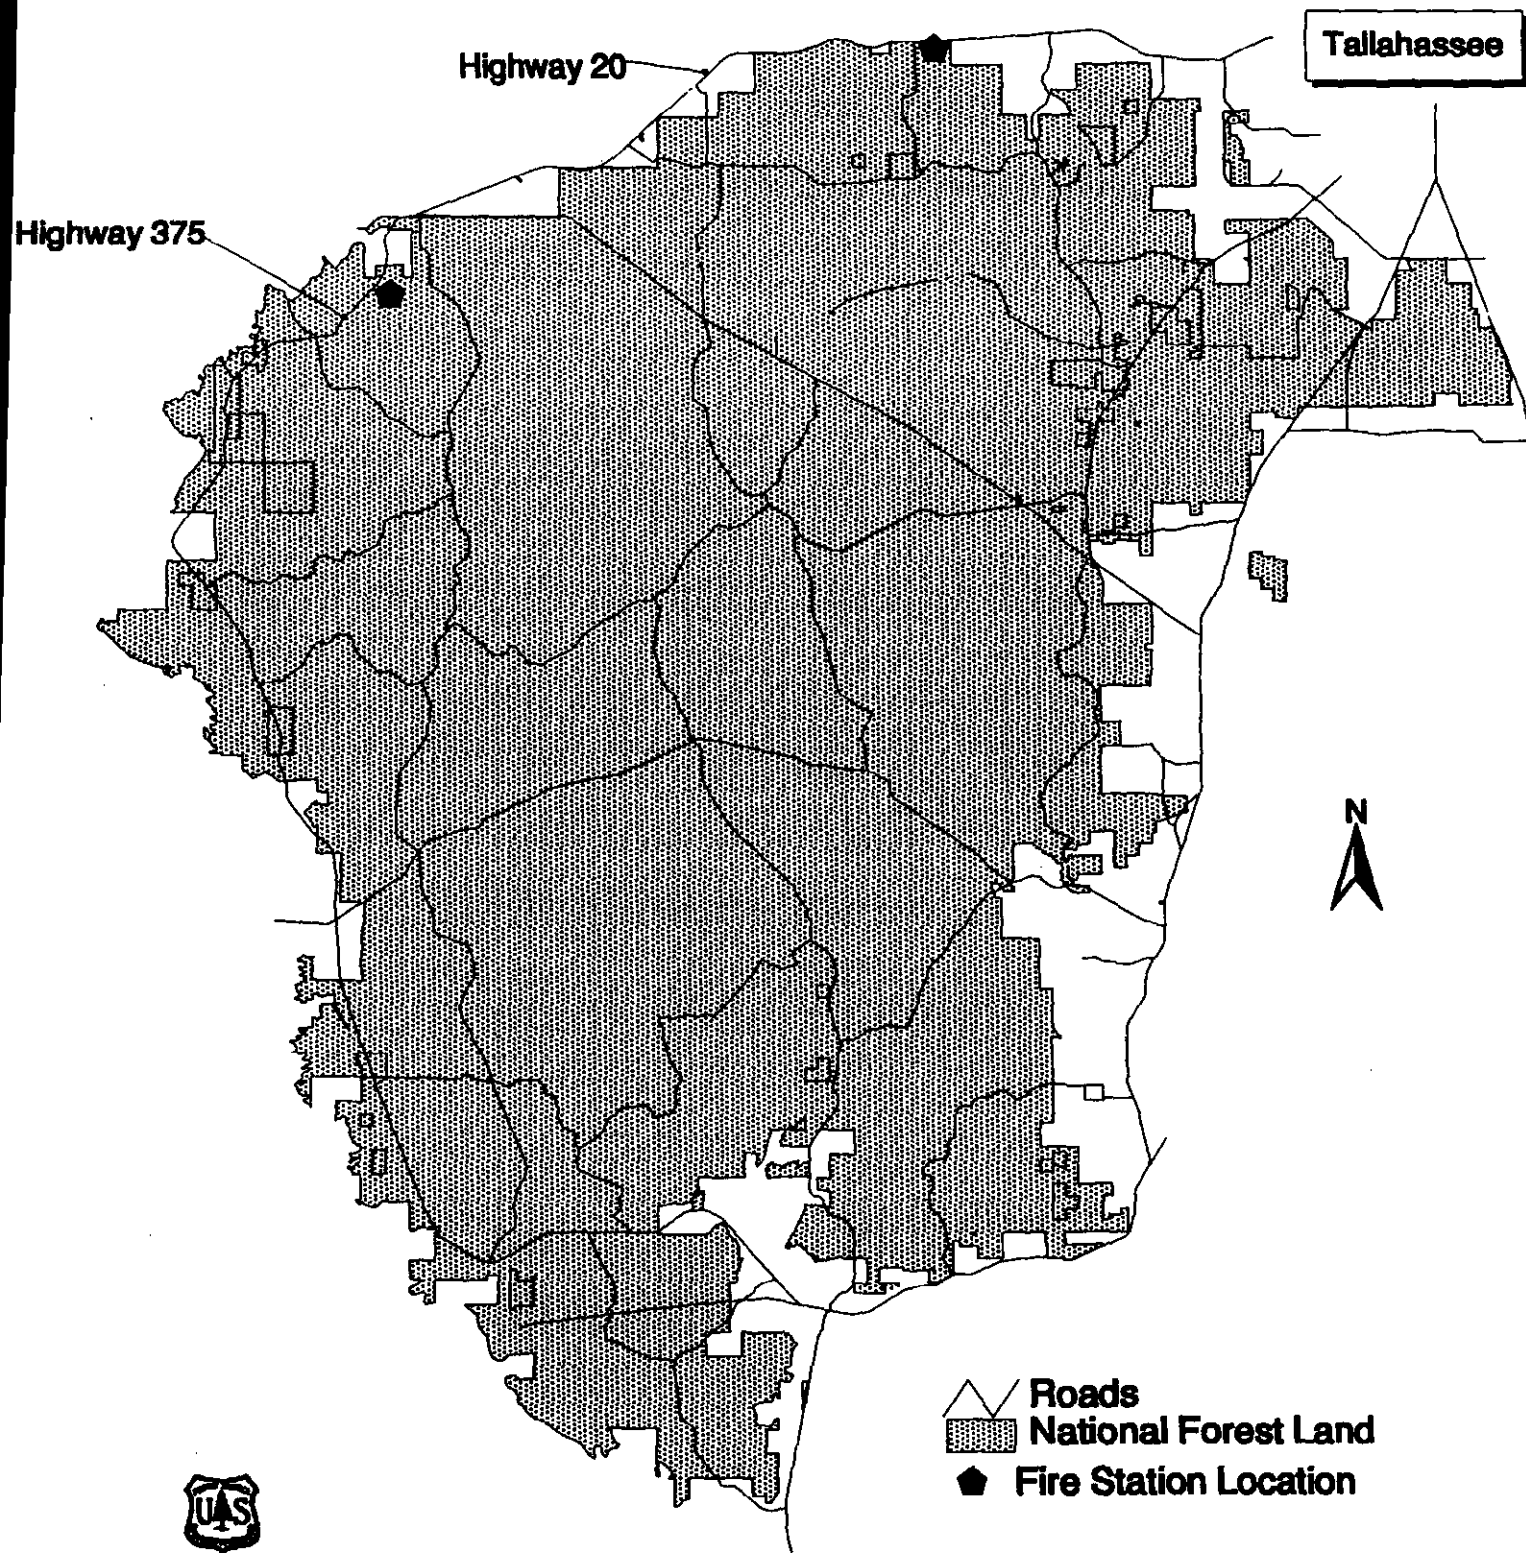 Tallahassee
Highway 20
Highway 375
N
Roads
National Forest Land
Fire Station Location
US